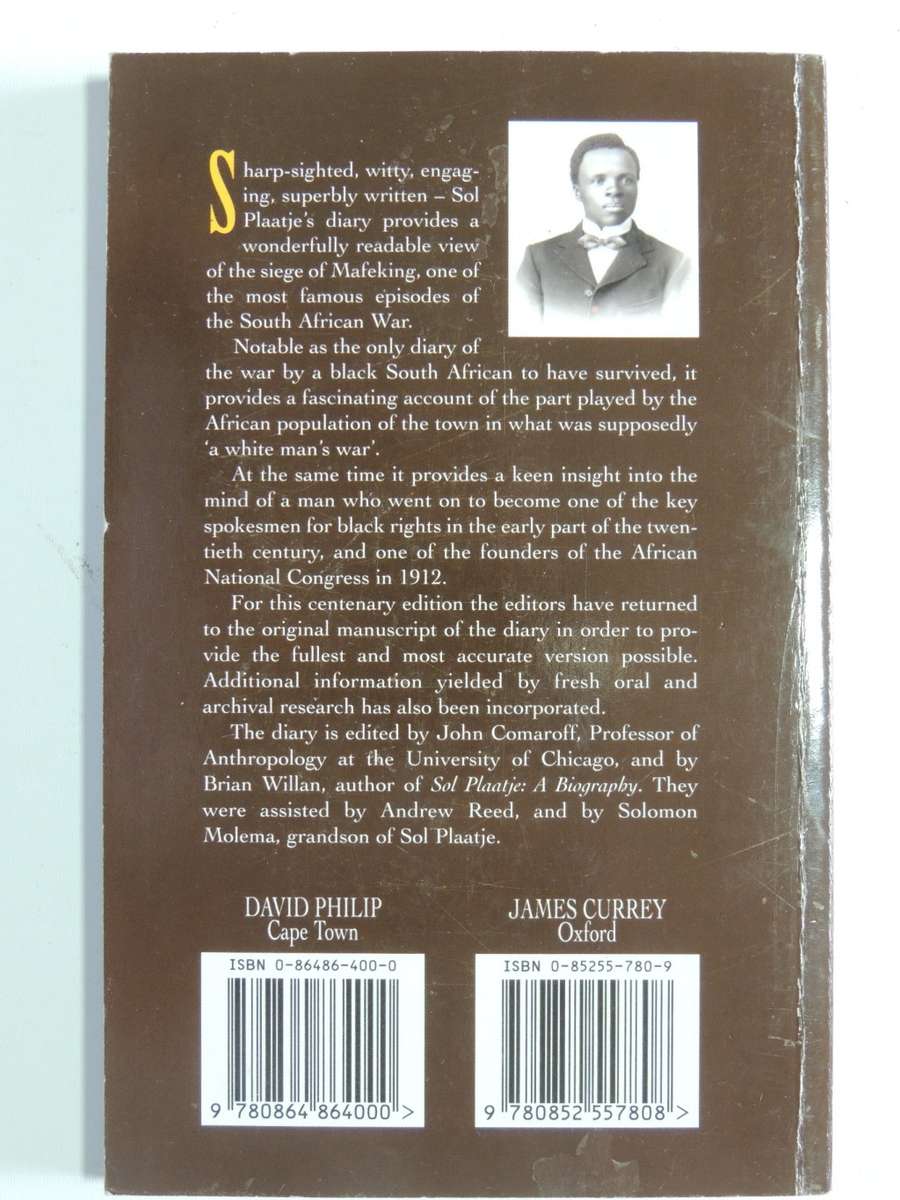 Sharp-sighted, witty, engag-
ing, superbly written – Sol
Plaatje's diary provides a
wonderfully readable view
of the siege of Mafeking, one of
the most famous episodes of
the South African War.
Notable as the only diary of
the war by a black South African to have survived, it
provides a fascinating account of the part played by the
African population of the town in what was supposedly
'a white man's war'.
At the same time it provides a keen insight into the
mind of a man who went on to become one of the key
spokesmen for black rights in the early part of the twen-
tieth century, and one of the founders of the African
National Congress in 1912.
For this centenary edition the editors have returned
to the original manuscript of the diary in order to pro-
vide the fullest and most accurate version possible.
Additional information yielded by fresh oral and
archival research has also been incorporated.
The diary is edited by John Comaroff, Professor of
Anthropology at the University of Chicago, and by
Brian Willan, author of Sol Plaatje: A Biography. They
were assisted by Andrew Reed, and by Solomon
Molema, grandson of Sol Plaatje.
DAVID PHILIP
Cape Town
ISBN 0-86486-400-0
9 780864 864000 >
JAMES CURREY
Oxford
ISBN 0-85255-780-9
9 780852 557808 >